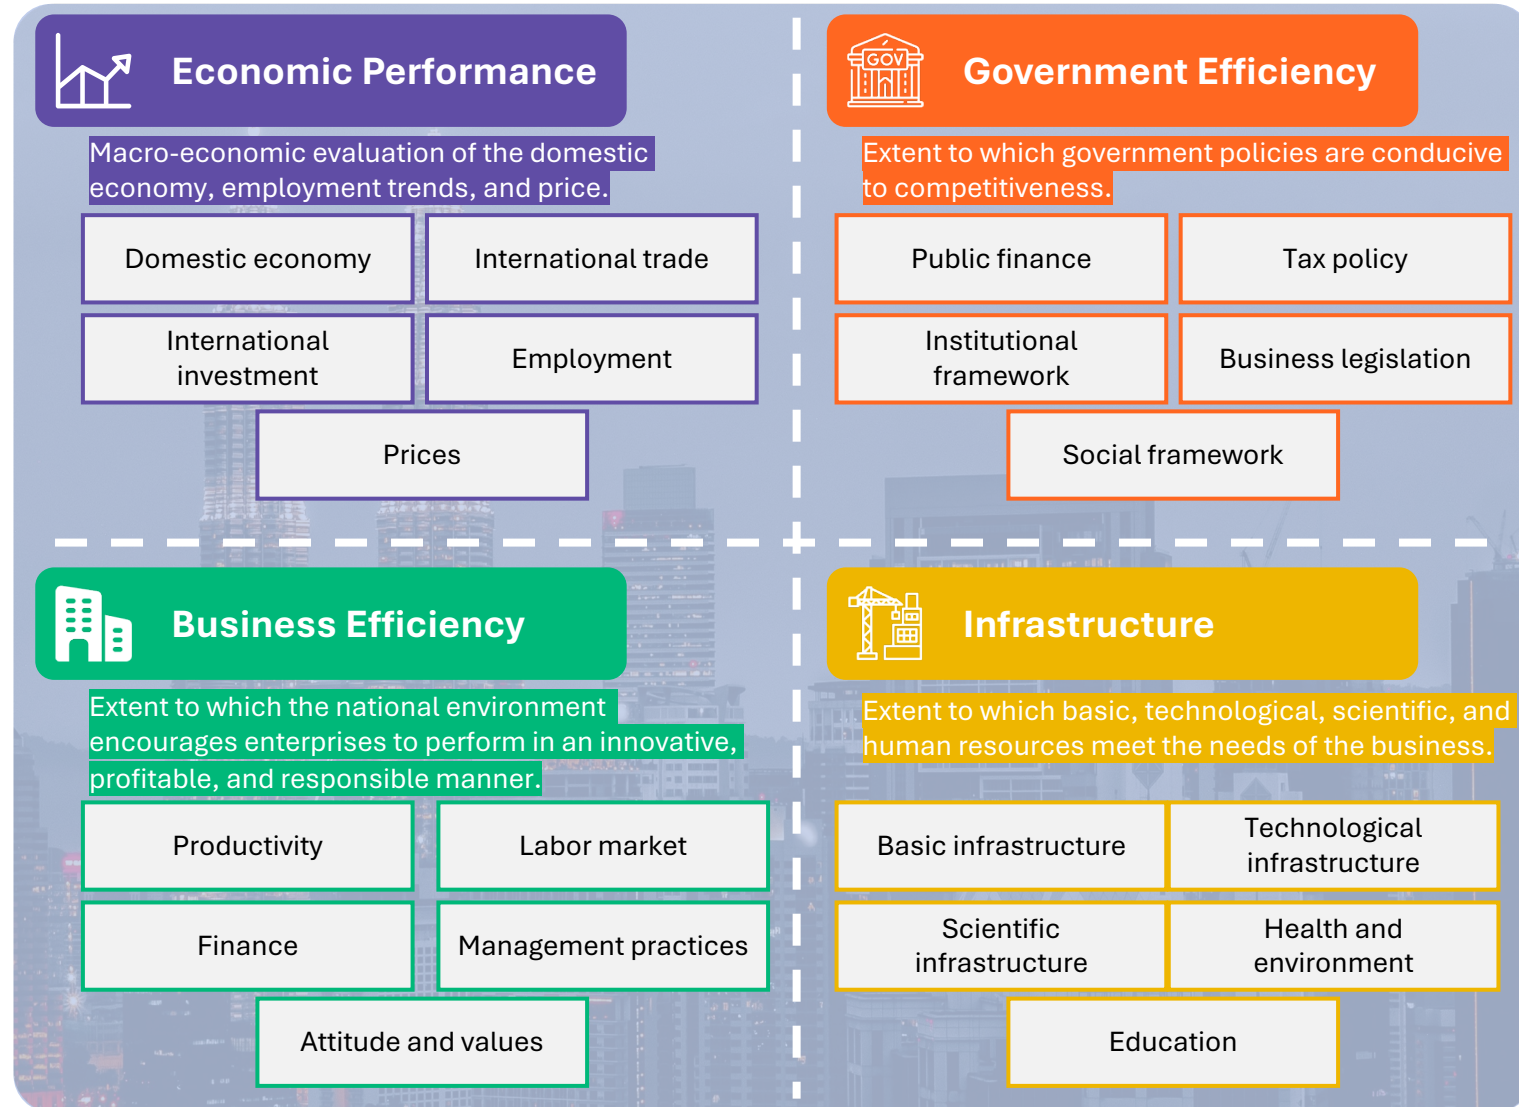 Economic Performance
Macro-economic evaluation of the domestic
economy, employment trends, and price.
Domestic economy
International trade
International
investment
Employment
Prices
GOV
Government Efficiency
Extent to which government policies are conducive
to competitiveness.
Public finance
Tax policy
Institutional
framework
Business legislation
Social framework
Business Efficiency
Extent to which the national environment
encourages enterprises to perform in an innovative,
profitable, and responsible manner.
Productivity
Labor market
Finance
Management practices
Attitude and values
Infrastructure
Extent to which basic, technological, scientific, and
human resources meet the needs of the business.
Basic infrastructure
Technological
infrastructure
Scientific
infrastructure
Health and
environment
Education